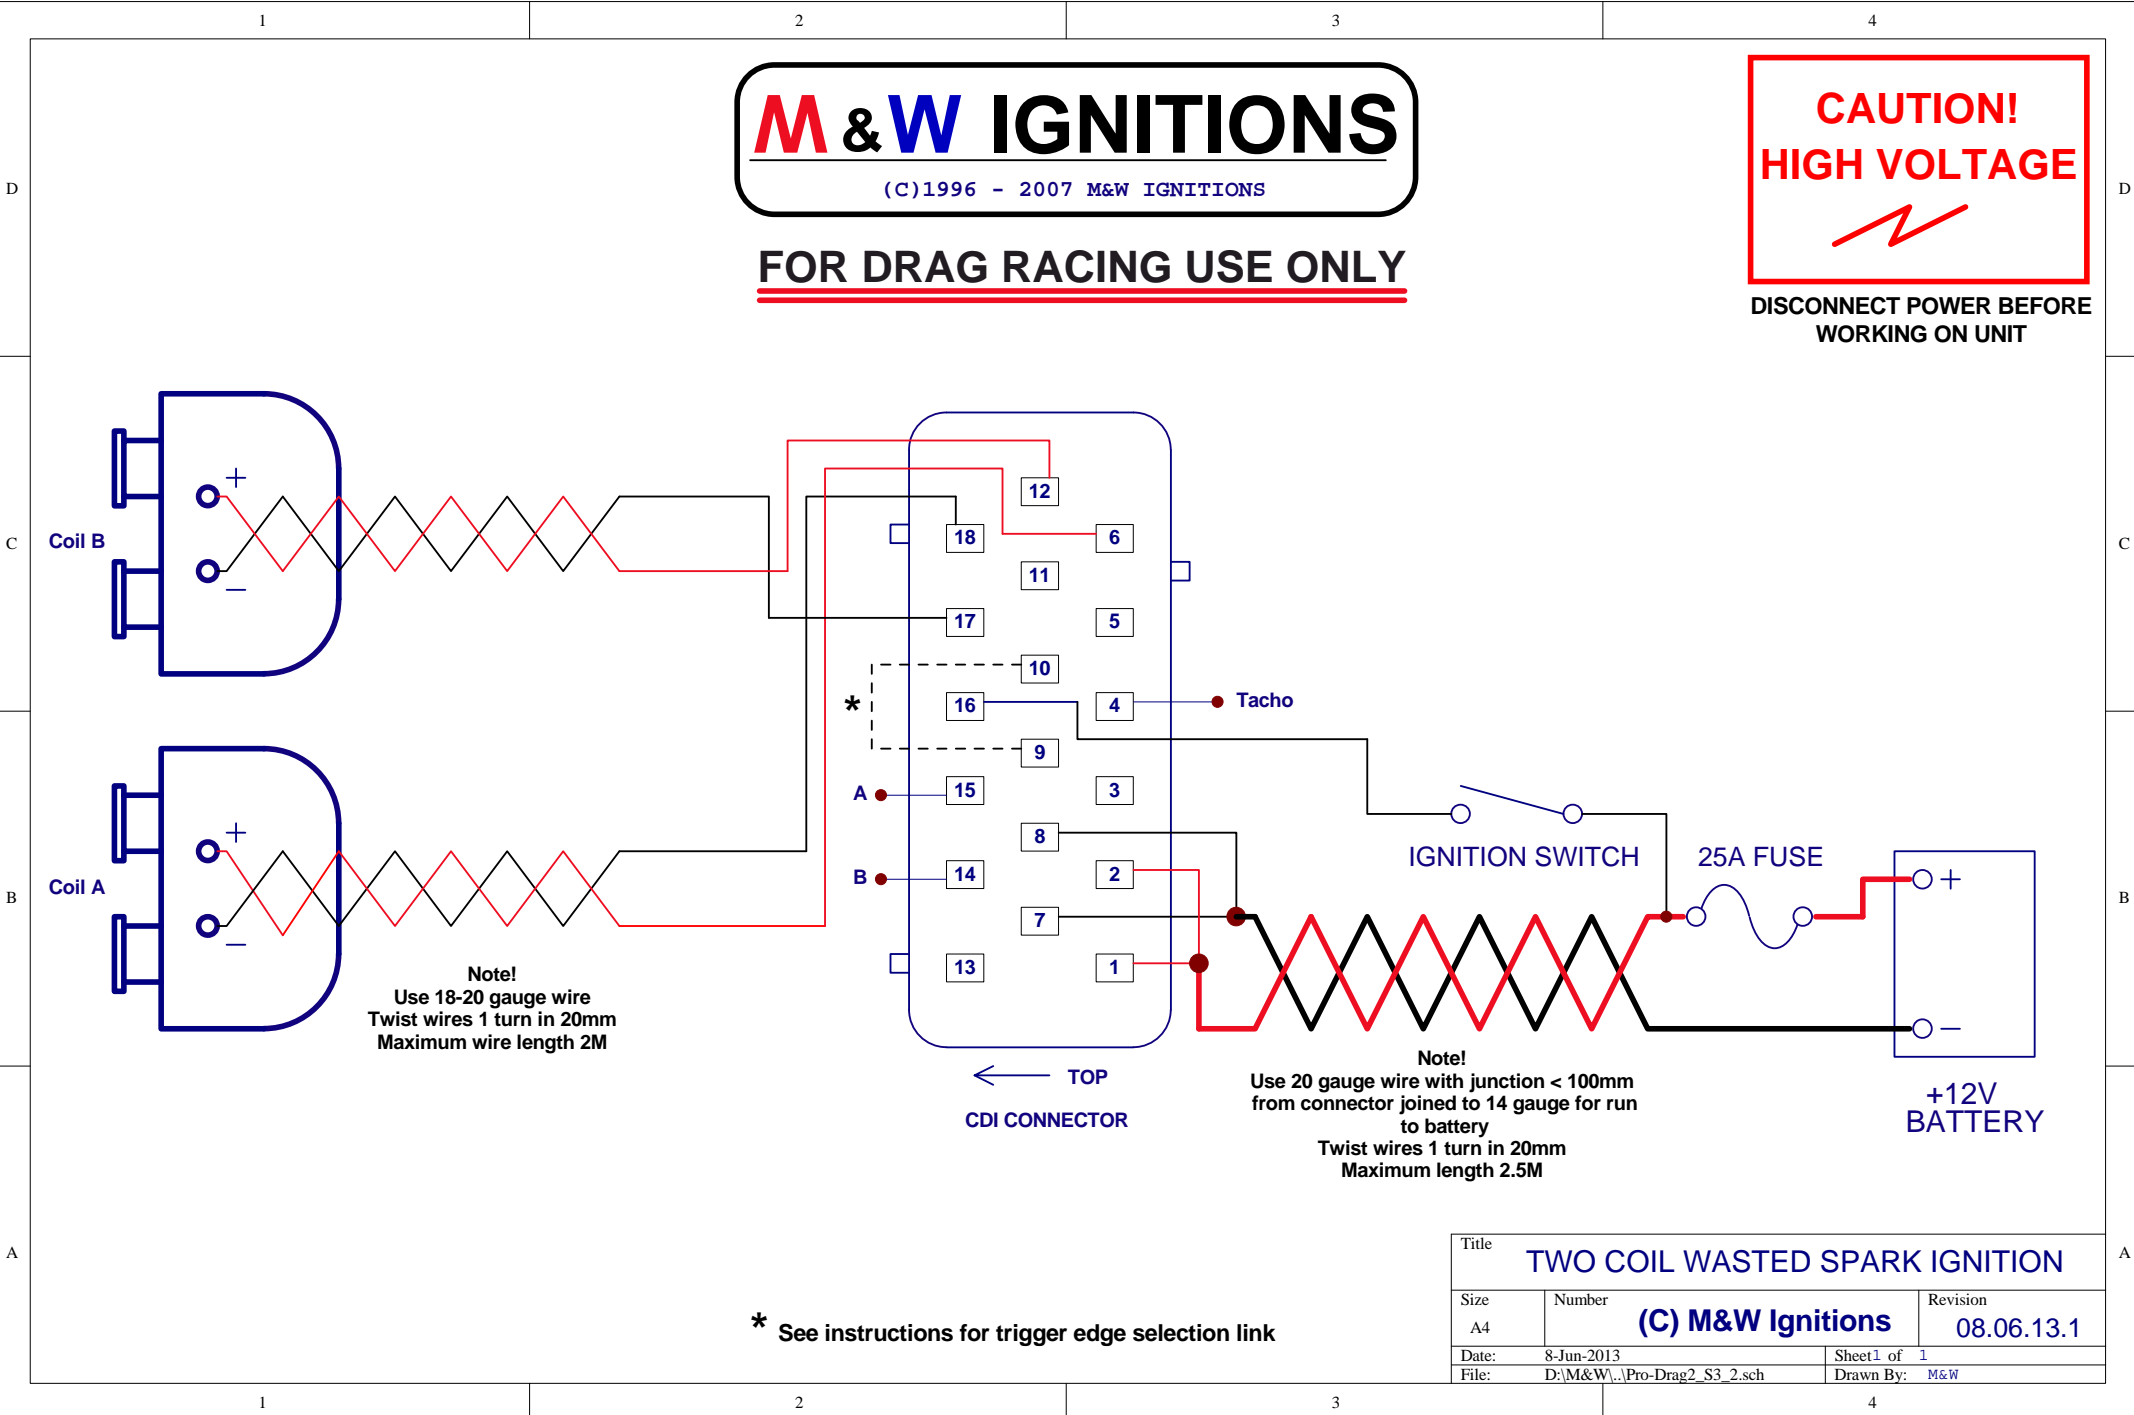 1 2 3 4
M & W IGNITIONS
(C)1996 - 2007 M&W IGNITIONS
FOR DRAG RACING USE ONLY
CAUTION!
HIGH VOLTAGE
DISCONNECT POWER BEFORE
WORKING ON UNIT
D D
C C
B B
A A
Coil B
+
−
Coil A
+
−
Note!
Use 18-20 gauge wire
Twist wires 1 turn in 20mm
Maximum wire length 2M
12
18 6
11
17 5
10
*
16 4
Tacho
9
A
15 3
8
B
14 2
7
13 1
TOP
CDI CONNECTOR
IGNITION SWITCH
25A FUSE
+
−
+12V
BATTERY
Note!
Use 20 gauge wire with junction < 100mm
from connector joined to 14 gauge for run
to battery
Twist wires 1 turn in 20mm
Maximum length 2.5M
* See instructions for trigger edge selection link
Title
TWO COIL WASTED SPARK IGNITION
Size Number Revision
A4 (C) M&W Ignitions 08.06.13.1
Date: 8-Jun-2013 Sheet1 of 1
File: D:\M&W\..\Pro-Drag2_S3_2.sch Drawn By: M&W
1 2 3 4